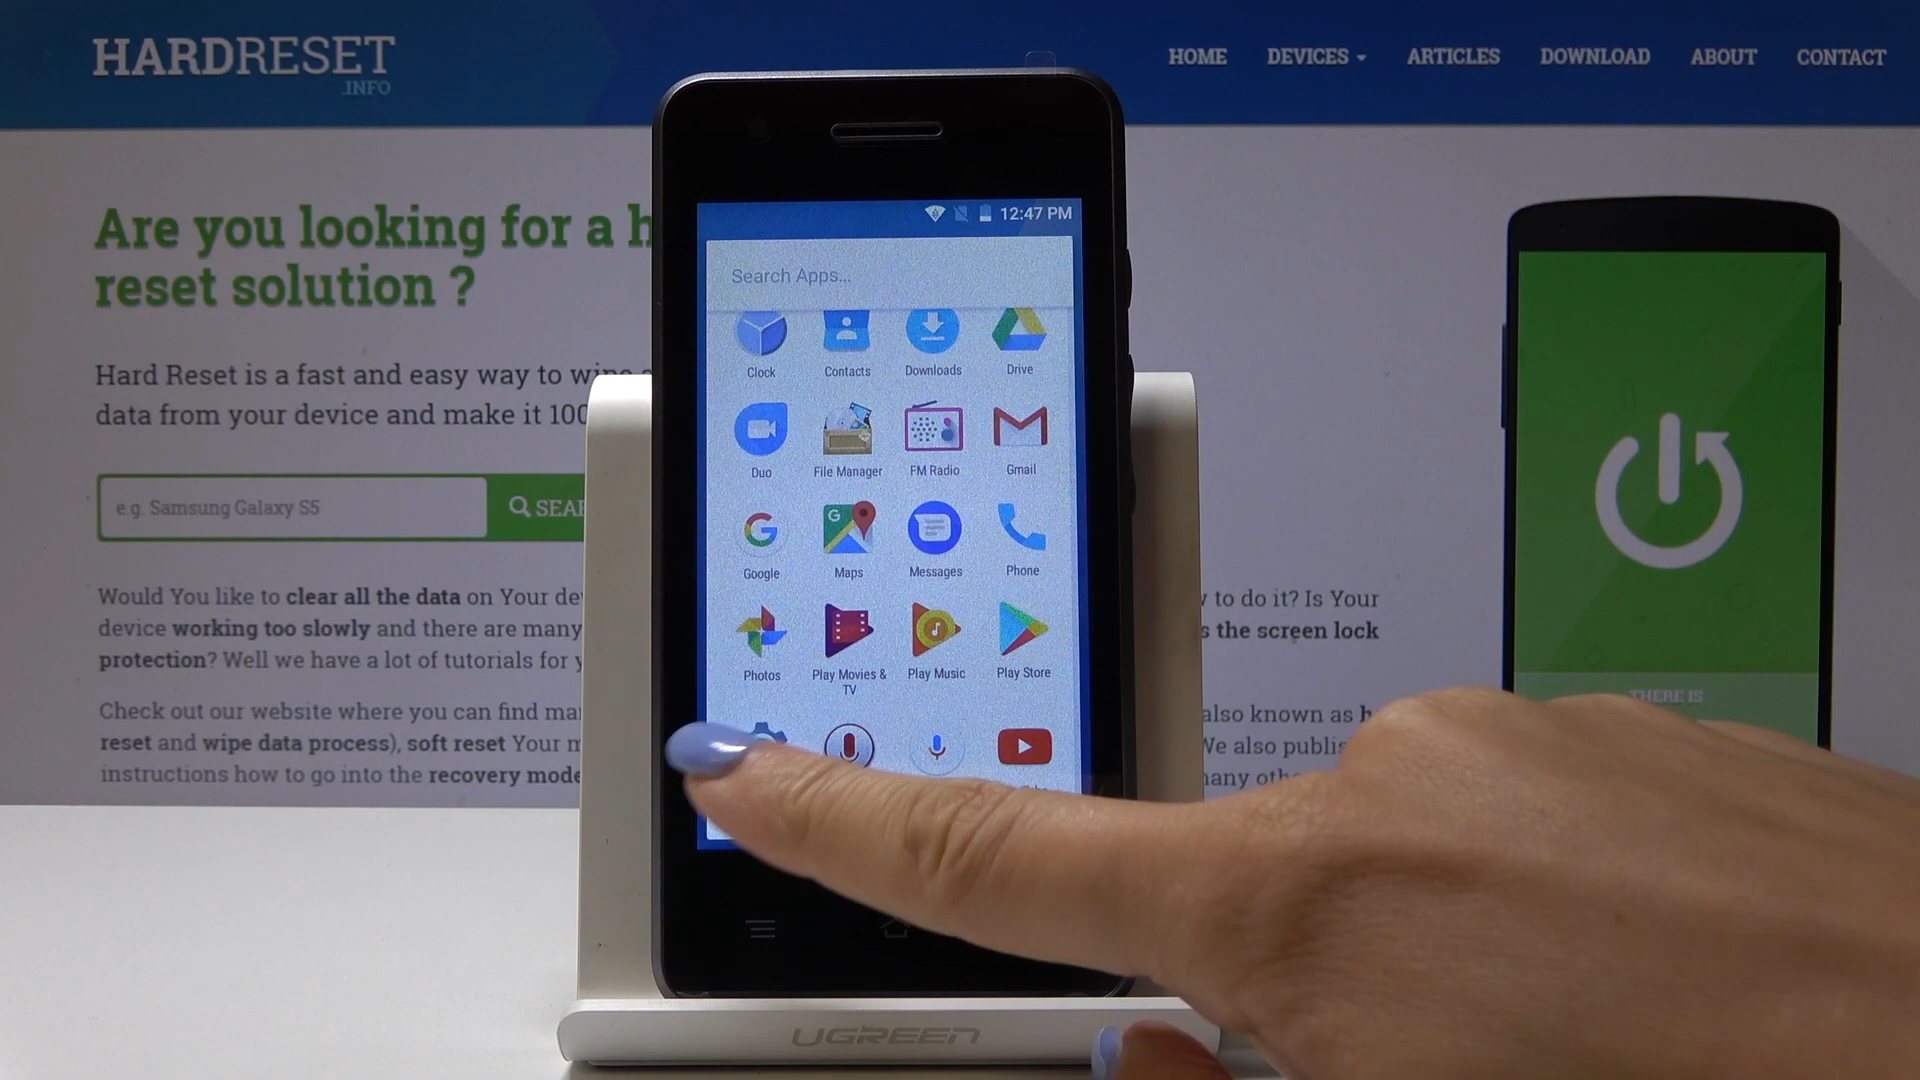 HARDRESET
.INFO
HOME DEVICES ARTICLES DOWNLOAD ABOUT CONTACT
Are you looking for a h
reset solution ?
Hard Reset is a fast and easy way to wipe
data from your device and make it 100
e.g. Samsung Galaxy S5
SEAR
Would You like to clear all the data on Your de
device working too slowly and there are many
protection? Well we have a lot of tutorials for y
Check out our website where you can find ma
reset and wipe data process), soft reset Your m
instructions how to go into the recovery mode
to do it? Is Your
s the screen lock
also known as h
We also publis
many oth
THERE IS
12:47 PM
Search Apps...
Clock Contacts Downloads Drive
Duo File Manager FM Radio Gmail
Google Maps Messages Phone
Photos Play Movies & TV Play Music Play Store
UGREEN